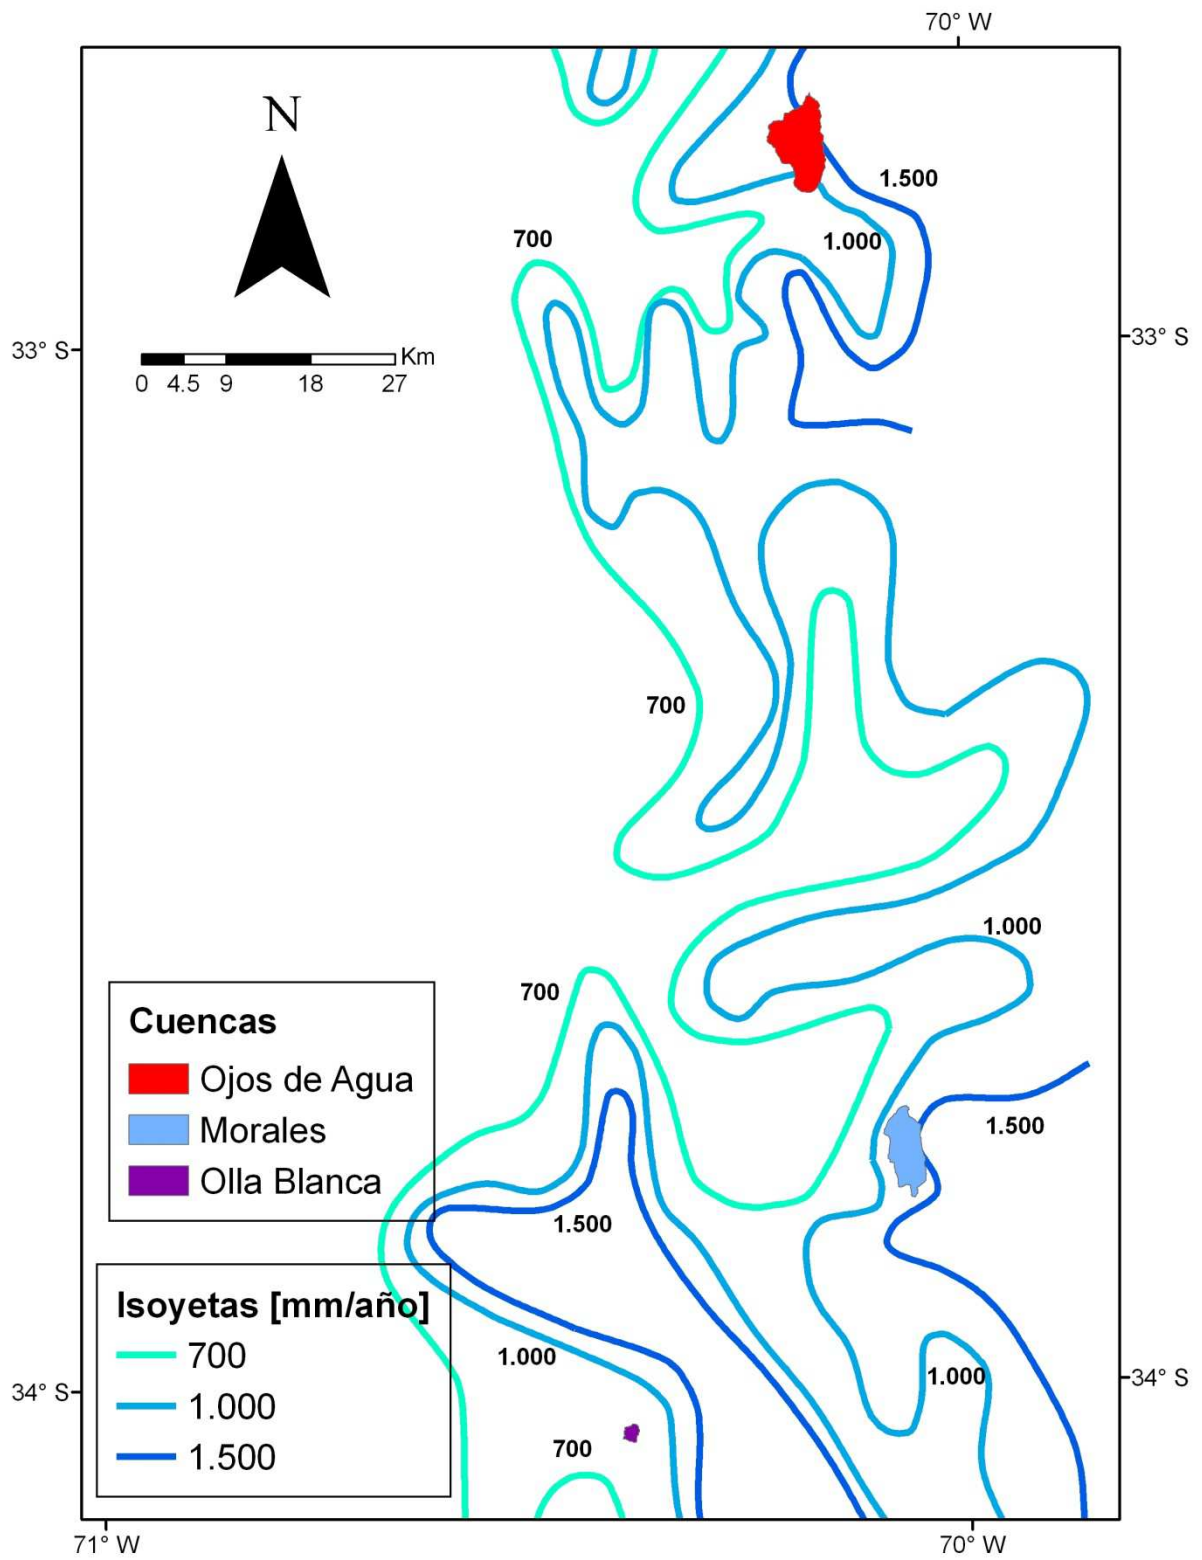 70° W
N
1.500
700
1.000
33° S
33° S
Km
0 4.5 9 18 27
700
1.000
700
Cuencas
Ojos de Agua
Morales
Olla Blanca
1.500
1.500
Isoyetas [mm/año]
700
1.000
1.500
1.000
1.000
34° S
34° S
700
71° W
70° W